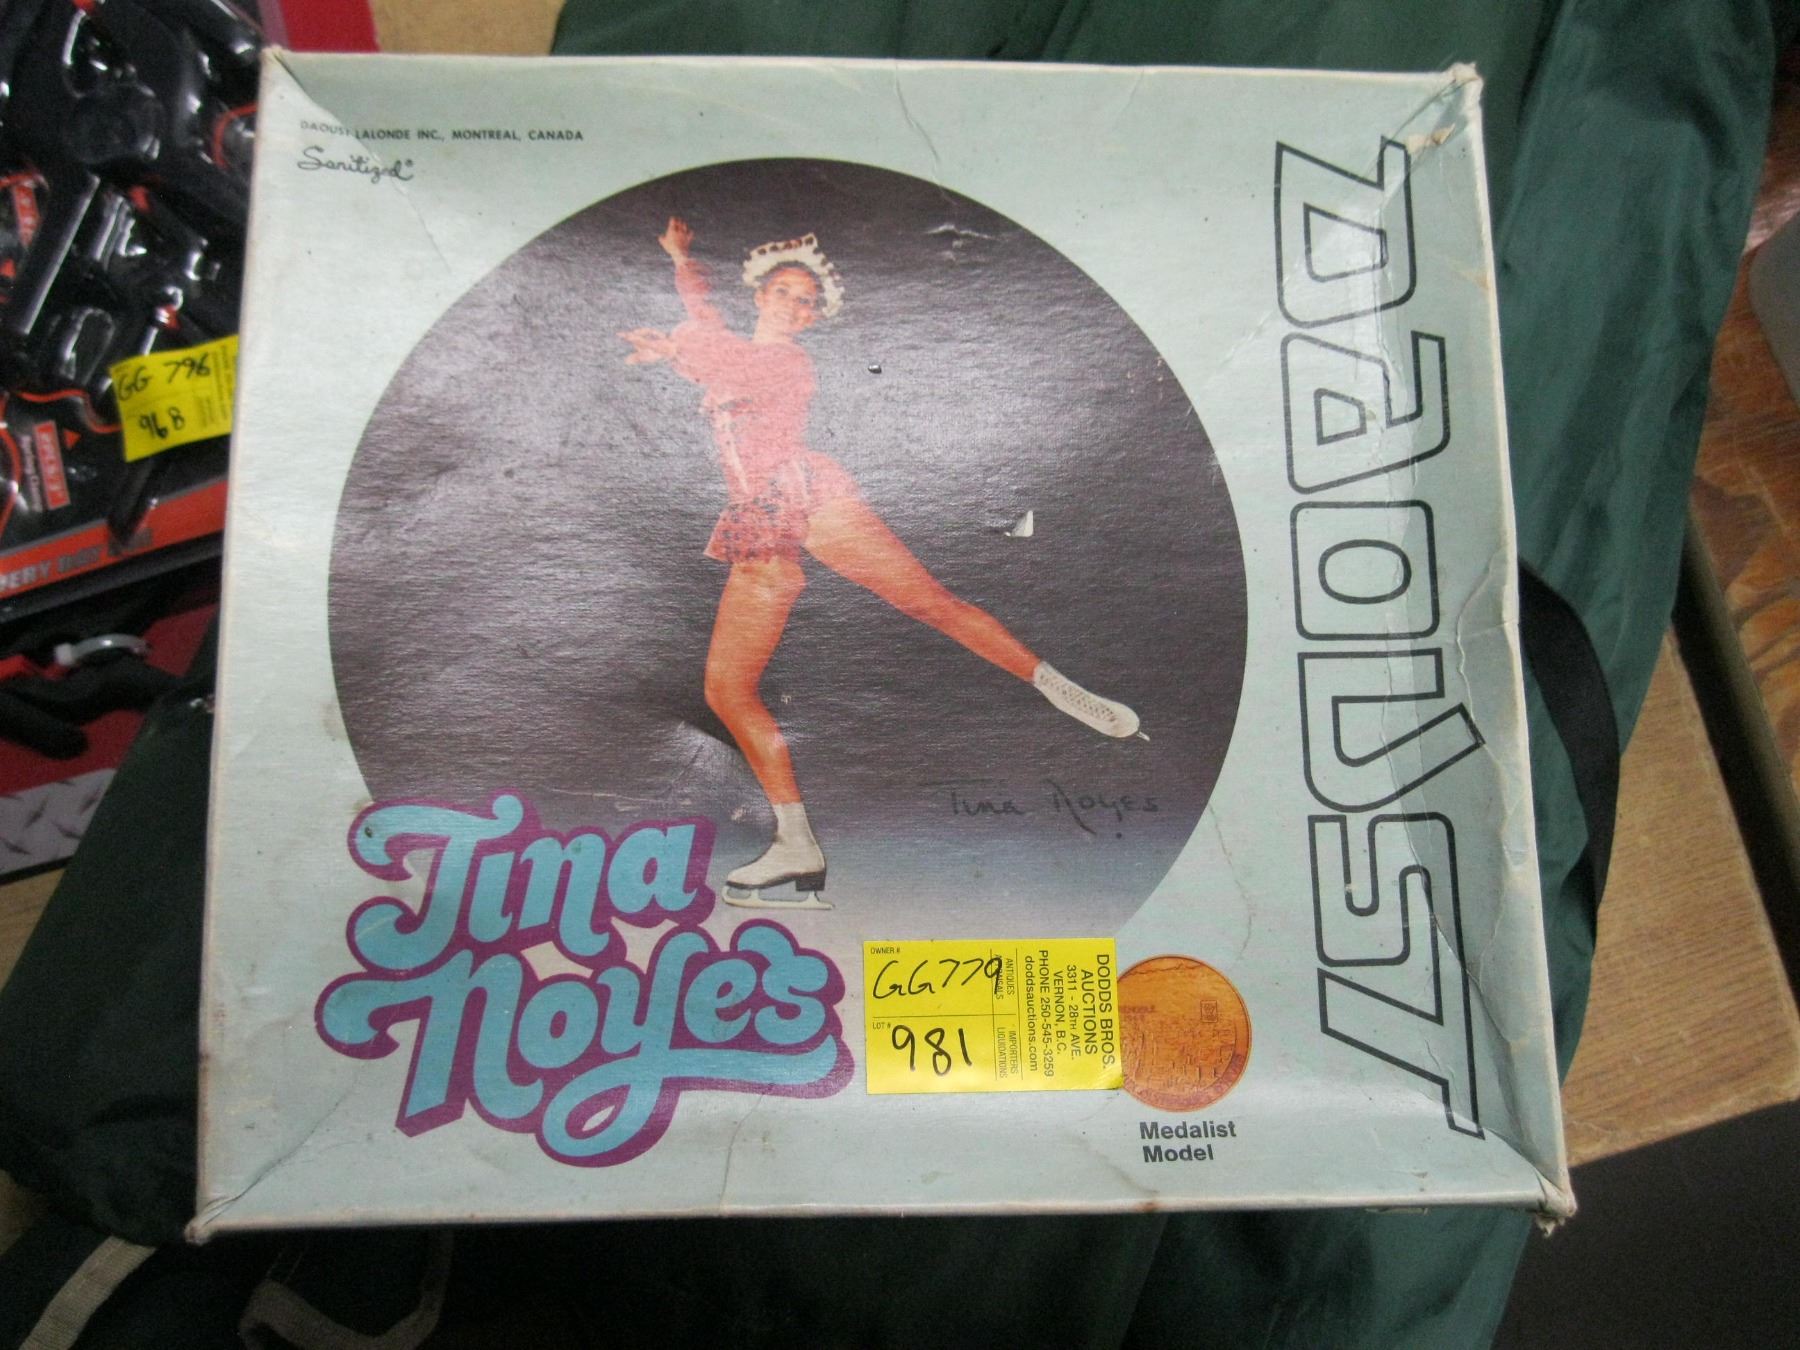 DAOUST LALONDE INC., MONTREAL, CANADA
Sanitized®
DAOUST
Tina Noyes
Tina
Noyes
OWNER #
GG779
LOT #
981
ANTIQUES
IMPORTERS
LIQUIDATIONS
DODDS BROS.
AUCTIONS
3311 - 28TH AVE.
VERNON, B.C.
PHONE 250-545-3259
doddsauctions.com
Medalist
Model
GG 796
968